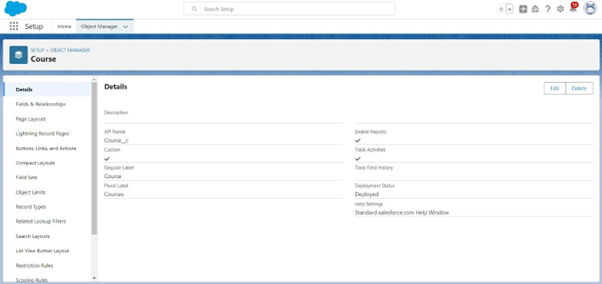 Search Setup
Setup
Home
Object Manager
SETUP > OBJECT MANAGER
Course
Details
Fields & Relationships
Page Layouts
Lightning Record Pages
Buttons, Links, and Actions
Compact Layouts
Field Sets
Object Limits
Record Types
Related Lookup Filters
Search Layouts
List View Button Layout
Restriction Rules
Scoping Rules
Details
Edit
Delete
Description
API Name
Course__c
Custom
Singular Label
Course
Plural Label
Courses
Enable Reports
Track Activities
Track Field History
Deployment Status
Deployed
Help Settings
Standard salesforce.com Help Window